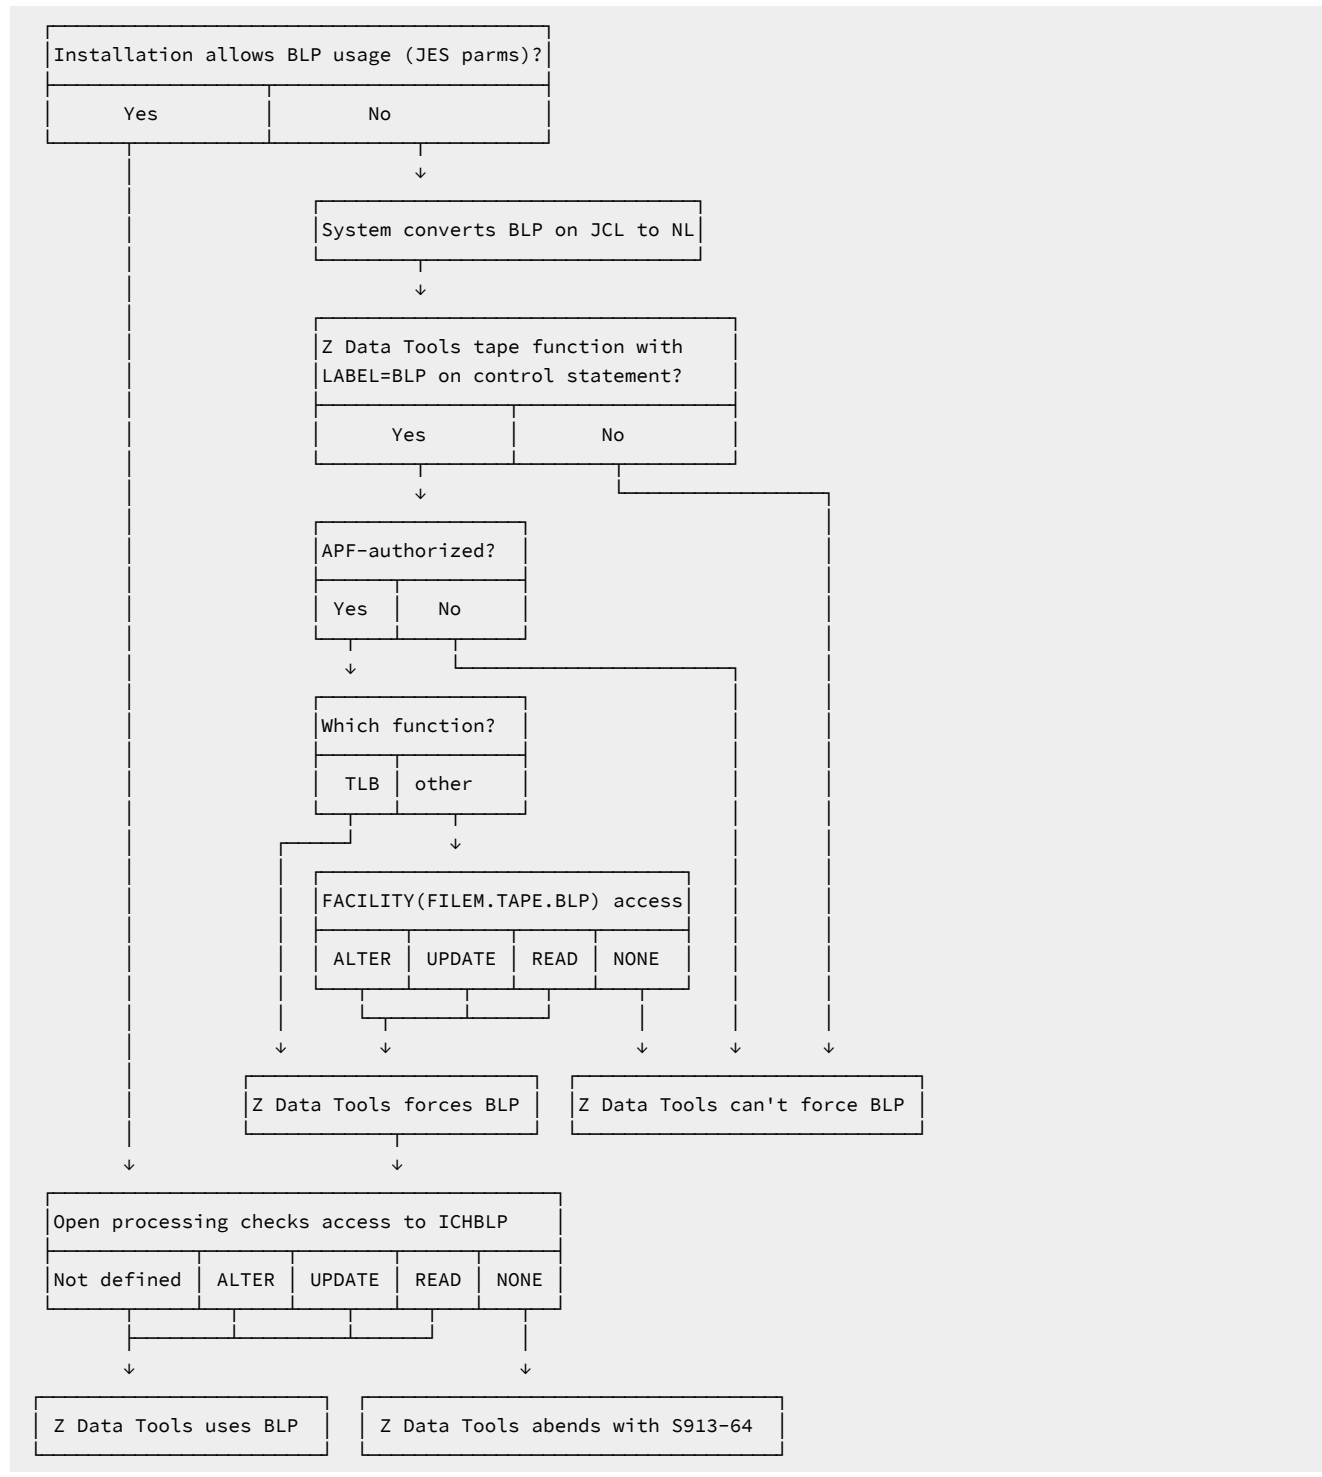 Installation allows BLP usage (JES parms)?
Yes No
System converts BLP on JCL to NL
Z Data Tools tape function with
LABEL=BLP on control statement?
Yes No
APF-authorized?
Yes No
Which function?
TLB other
FACILITY(FILEM.TAPE.BLP) access
ALTER UPDATE READ NONE
Z Data Tools forces BLP Z Data Tools can't force BLP
Open processing checks access to ICHBLP
Not defined ALTER UPDATE READ NONE
Z Data Tools uses BLP Z Data Tools abends with S913-64